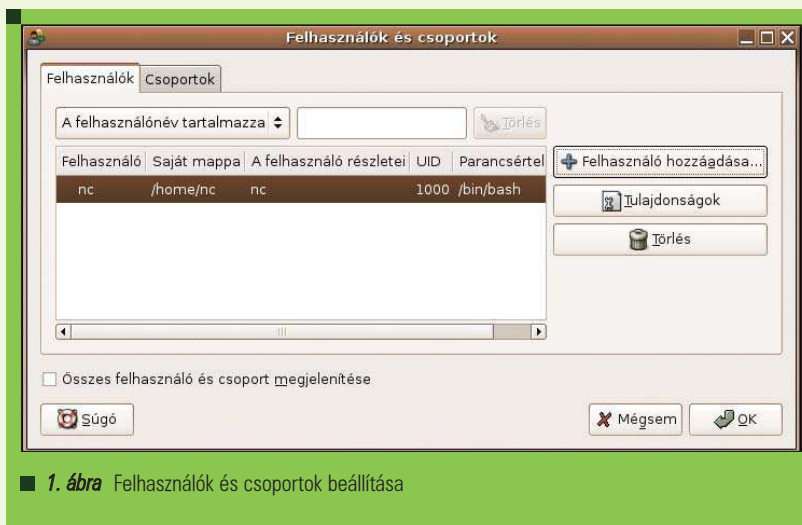 Felhasználók és csoportok
Felhasználók Csoportok
A felhasználónév tartalmazza Törlés
Felhasználó Saját mappa A felhasználó részletei UID Parancsértel
nc /home/nc nc 1000 /bin/bash
Felhasználó hozzáadása...
Tulajdonságok
Törlés
Összes felhasználó és csoport megjelenítése
Súgó Mégsem OK
1. ábra Felhasználók és csoportok beállítása